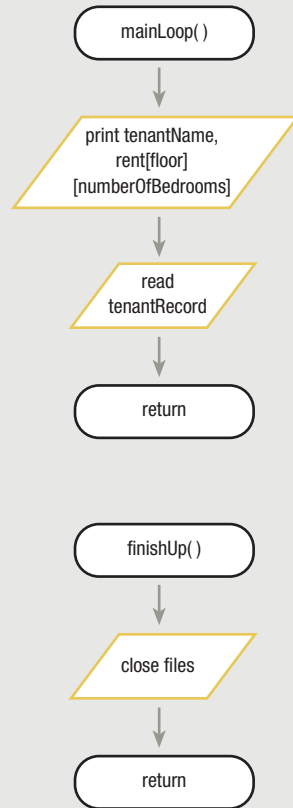 mainLoop( )
print tenantName,
rent[floor]
[numberOfBedrooms]
read
tenantRecord
return
finishUp( )
close files
return